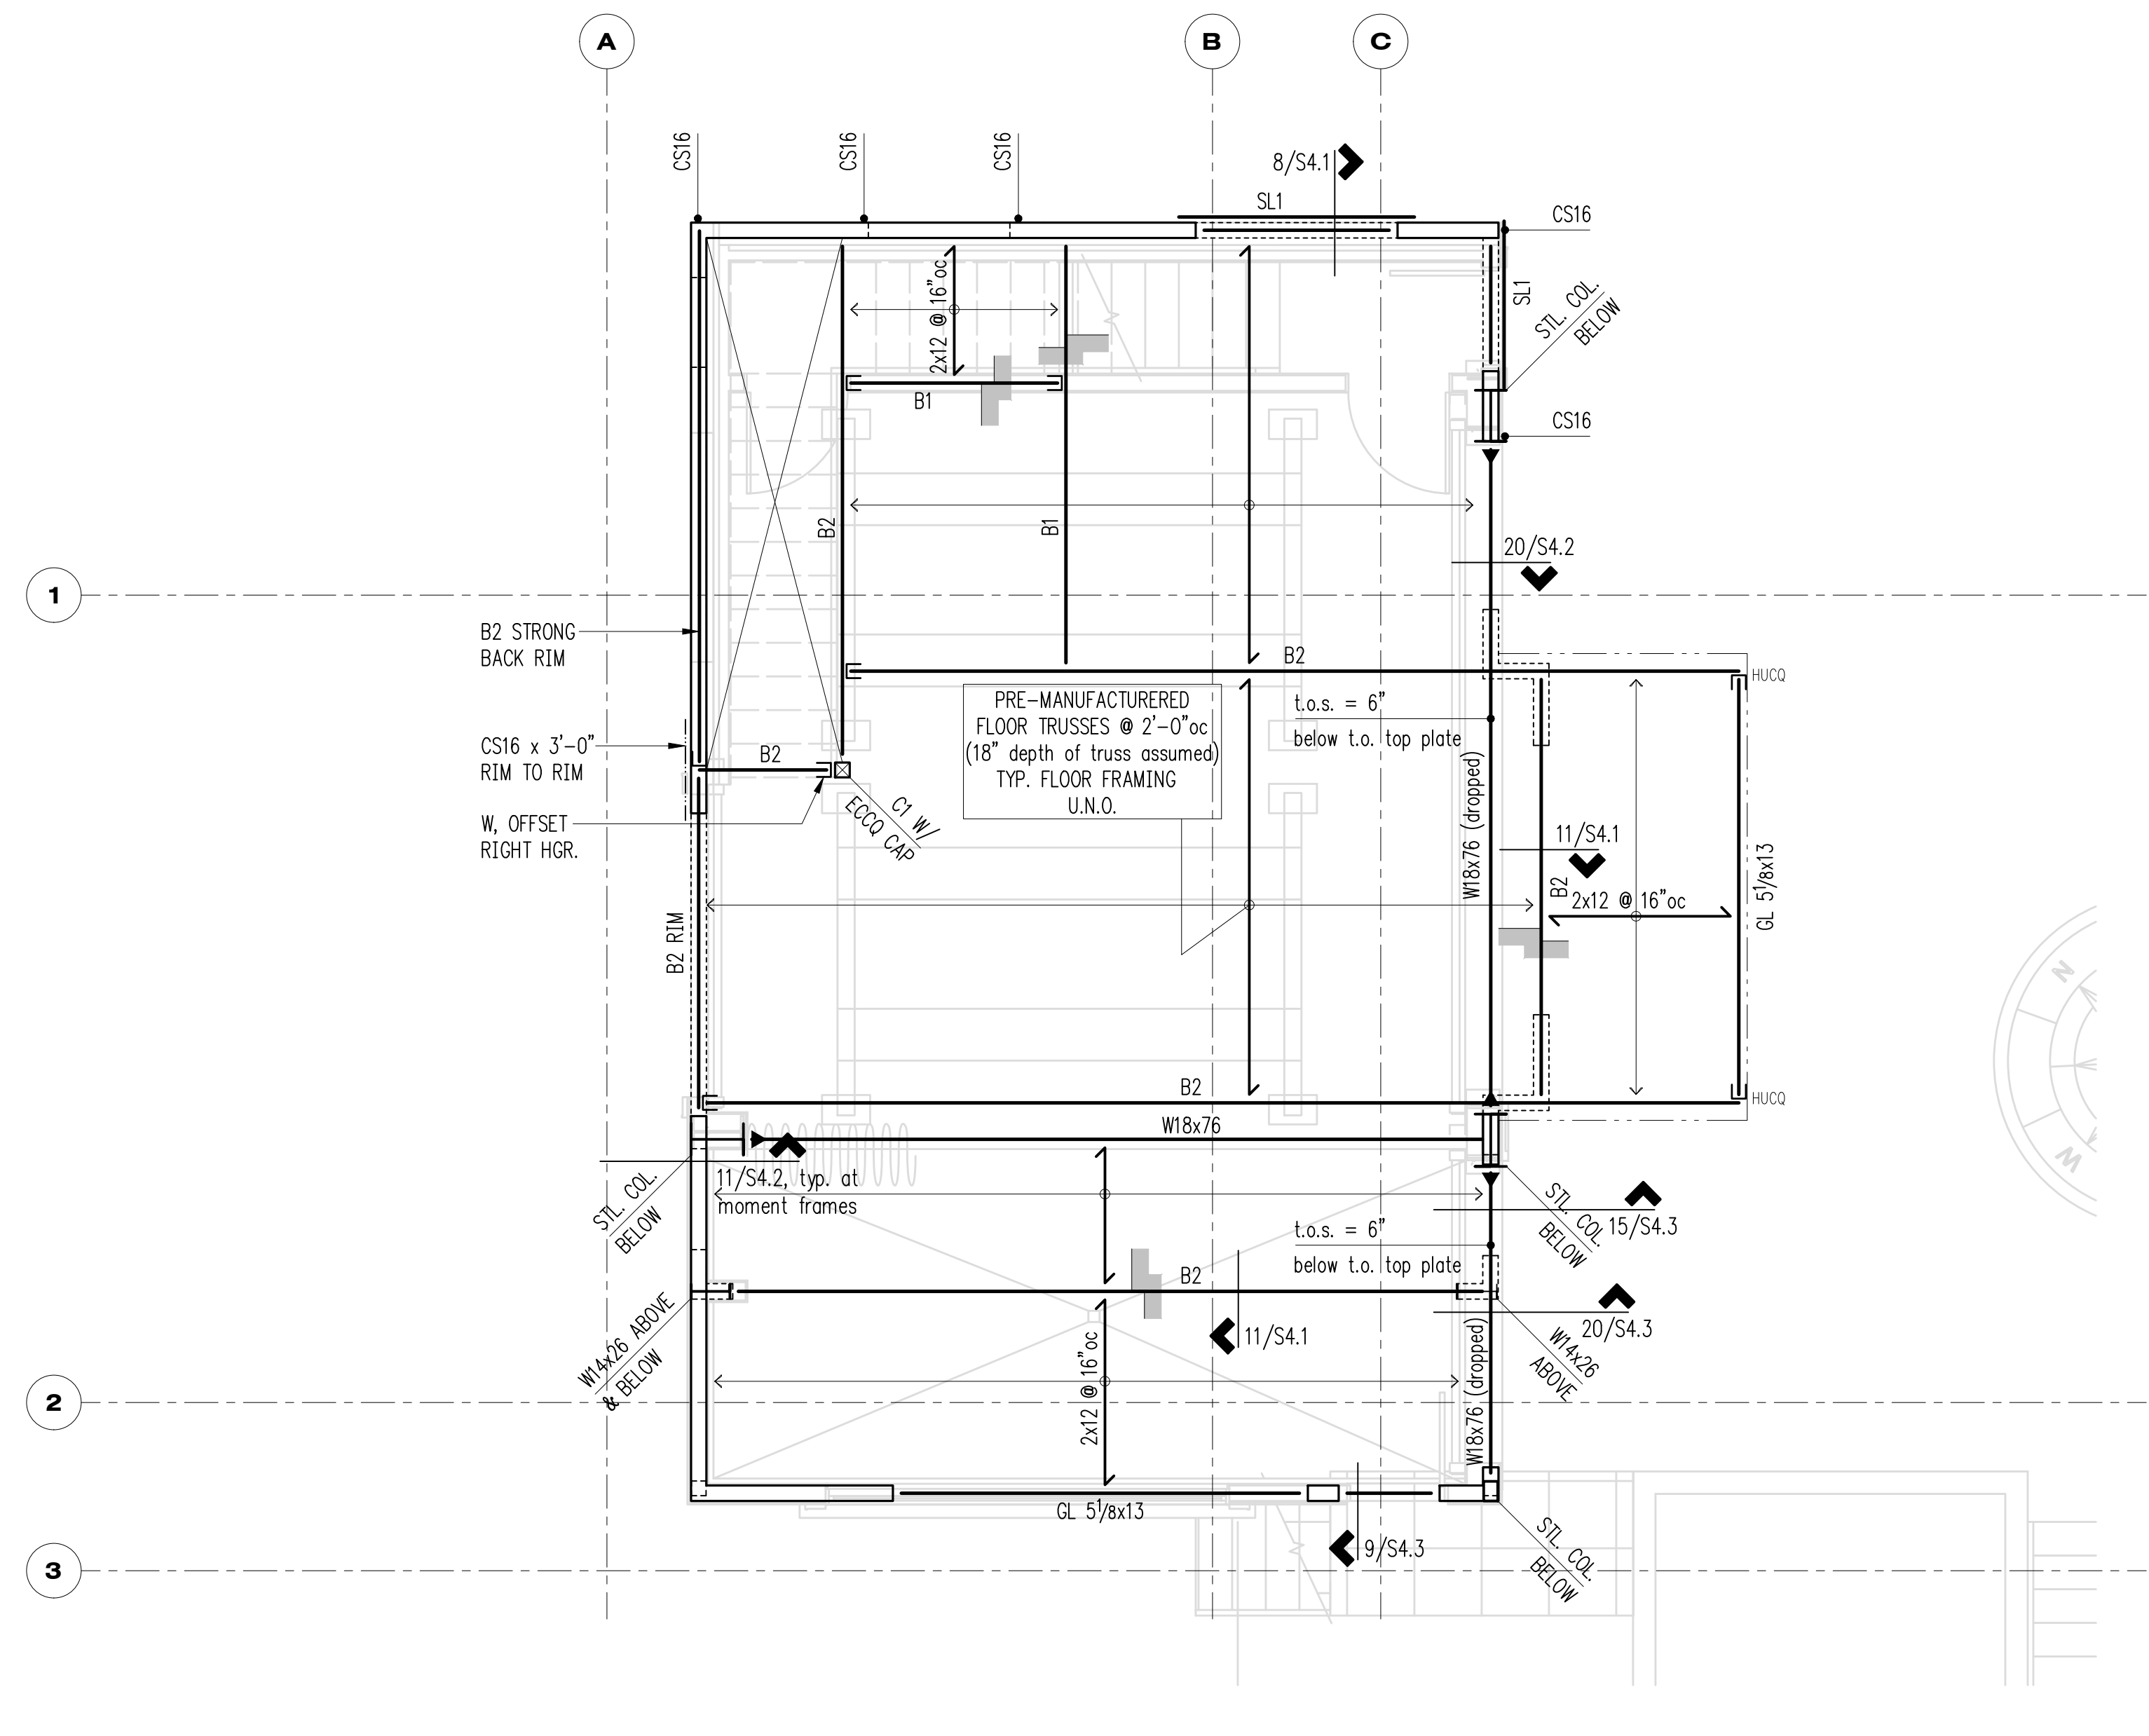 A
B
C
CS16
CS16
CS16
8/S4.1
SL1
CS16
SL1
STL. COL.
BELOW
2x12 @ 16"oc
B1
CS16
B2
B1
20/S4.2
1
B2 STRONG
BACK RIM
B2
HUCQ
PRE-MANUFACTURERED
FLOOR TRUSSES @ 2'-0"oc
(18" depth of truss assumed)
TYP. FLOOR FRAMING
U.N.O.
t.o.s. = 6"
below t.o. top plate
CS16 x 3'-0"
RIM TO RIM
B2
W, OFFSET
RIGHT HGR.
C1 W/
ECCQ CAP
W18x76 (dropped)
11/S4.1
B2
2x12 @ 16"oc
GL 5 1/8x13
B2 RIM
N
W
B2
HUCQ
W18x76
11/S4.2, typ. at
moment frames
STL. COL.
BELOW
STL. COL.
BELOW
15/S4.3
t.o.s. = 6"
below t.o. top plate
B2
11/S4.1
20/S4.3
W14x26 ABOVE
& BELOW
W14x26
ABOVE
2x12 @ 16"oc
W18x76 (dropped)
2
GL 5 1/8x13
9/S4.3
STL. COL.
BELOW
3